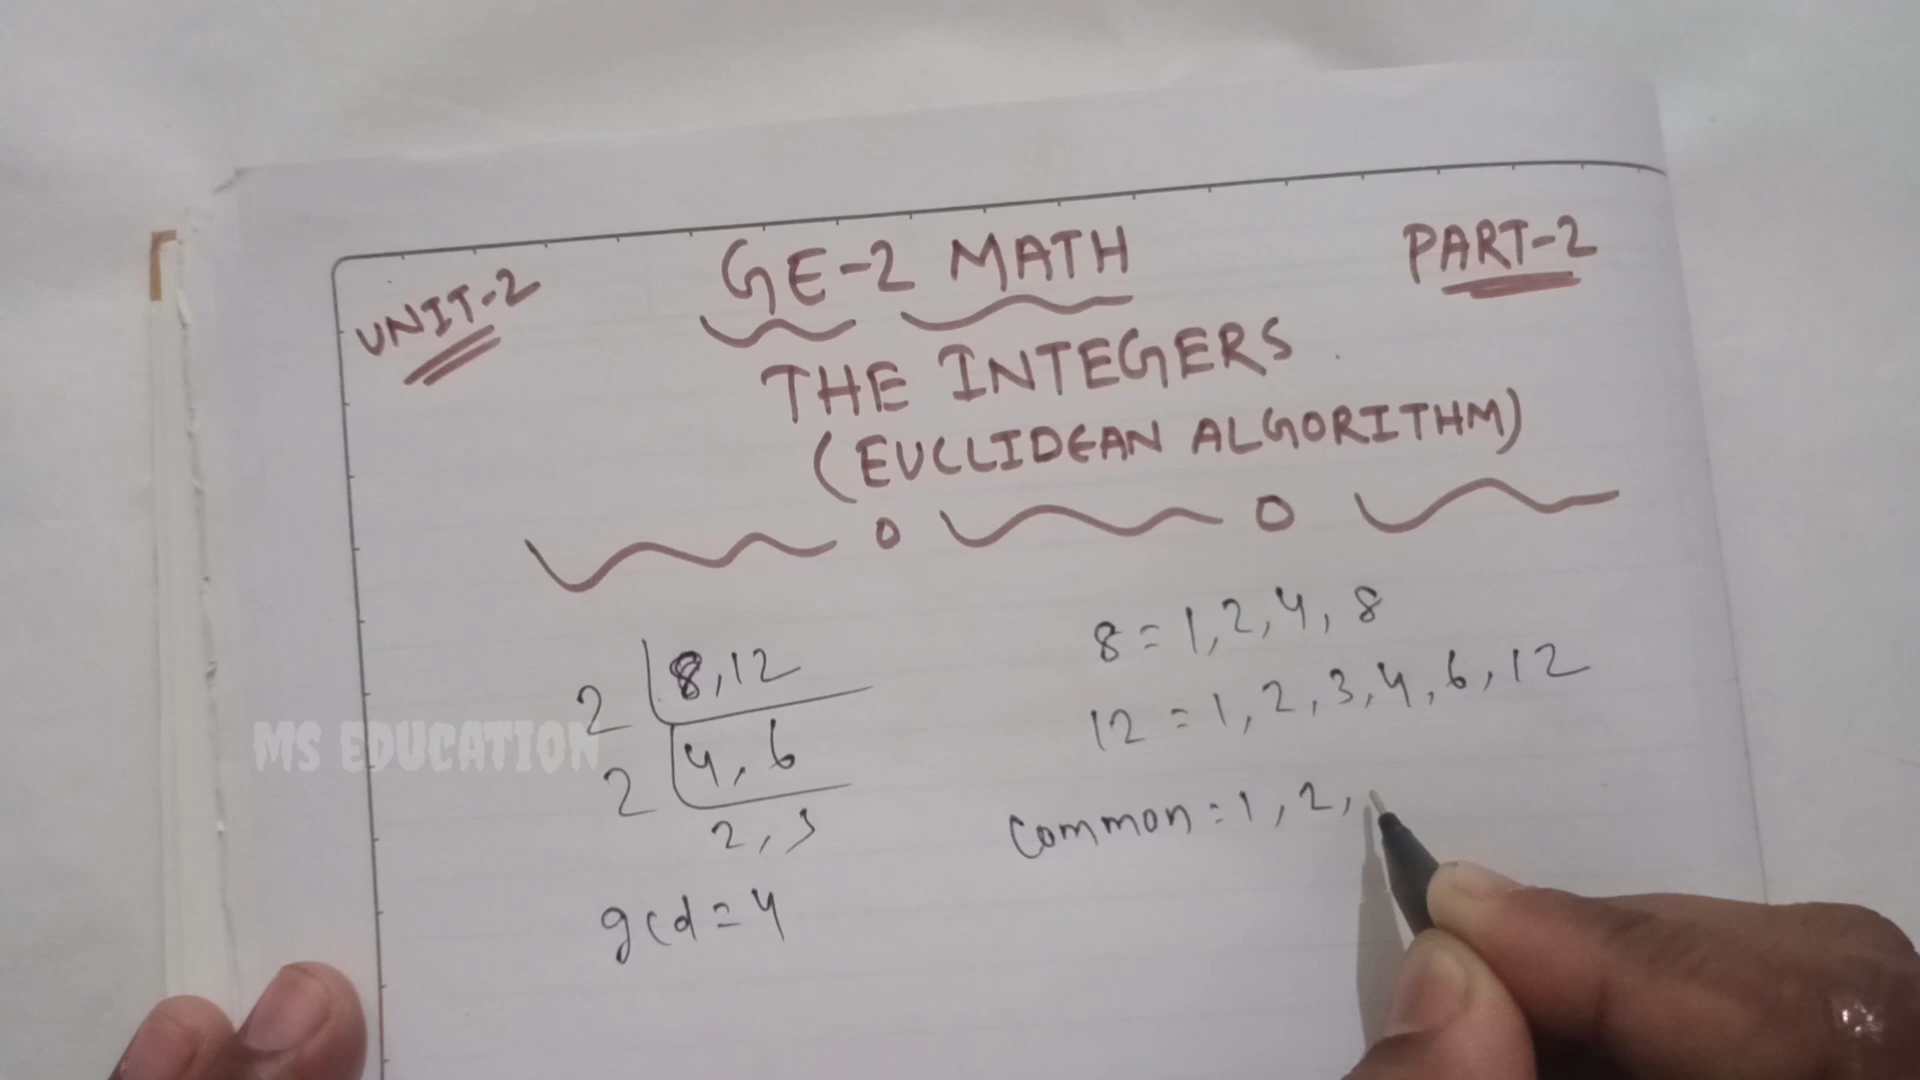 UNIT-2
GE-2 MATH
PART-2
THE INTEGERS
(EUCLIDEAN ALGORITHM)
2 8,12
2 4,6
2,3
gcd=4
8=1,2,4,8
12=1,2,3,4,6,12
Common=1,2,
MS EDUCATION